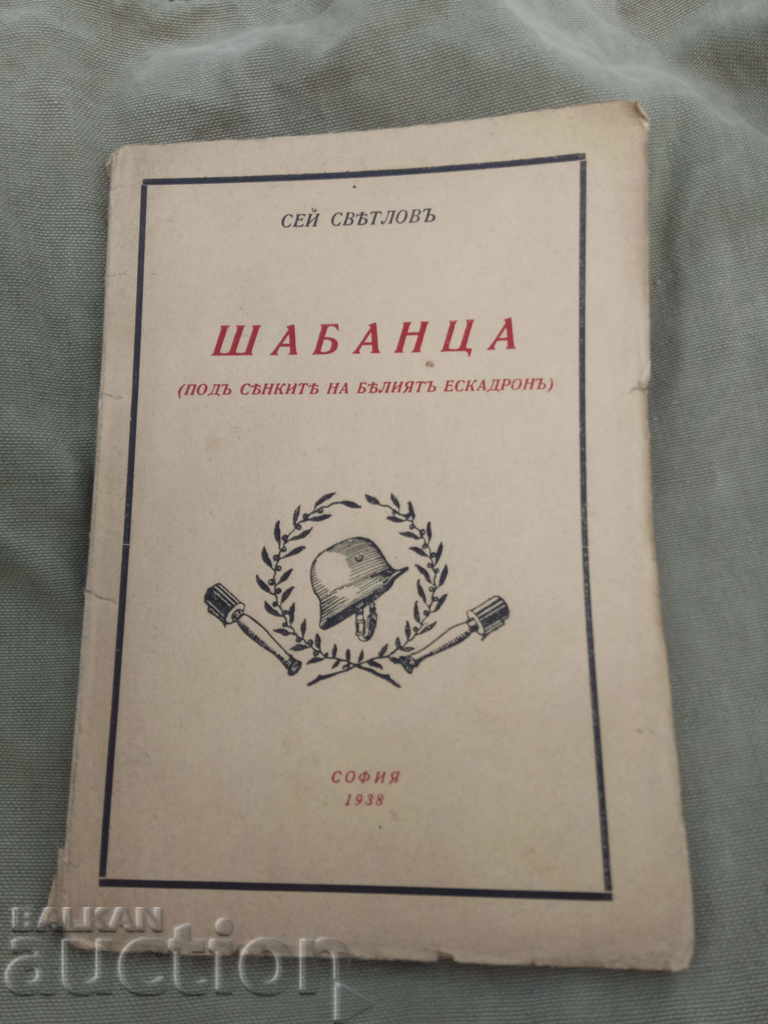 СЕЙ СВѢТЛОВЪ
ШАБАНЦА
(ПОДЪ СѢНКИТѢ НА БѢЛИЯТЪ ЕСКАДРОНЪ)
СОФИЯ
1938
BALKAN
auction